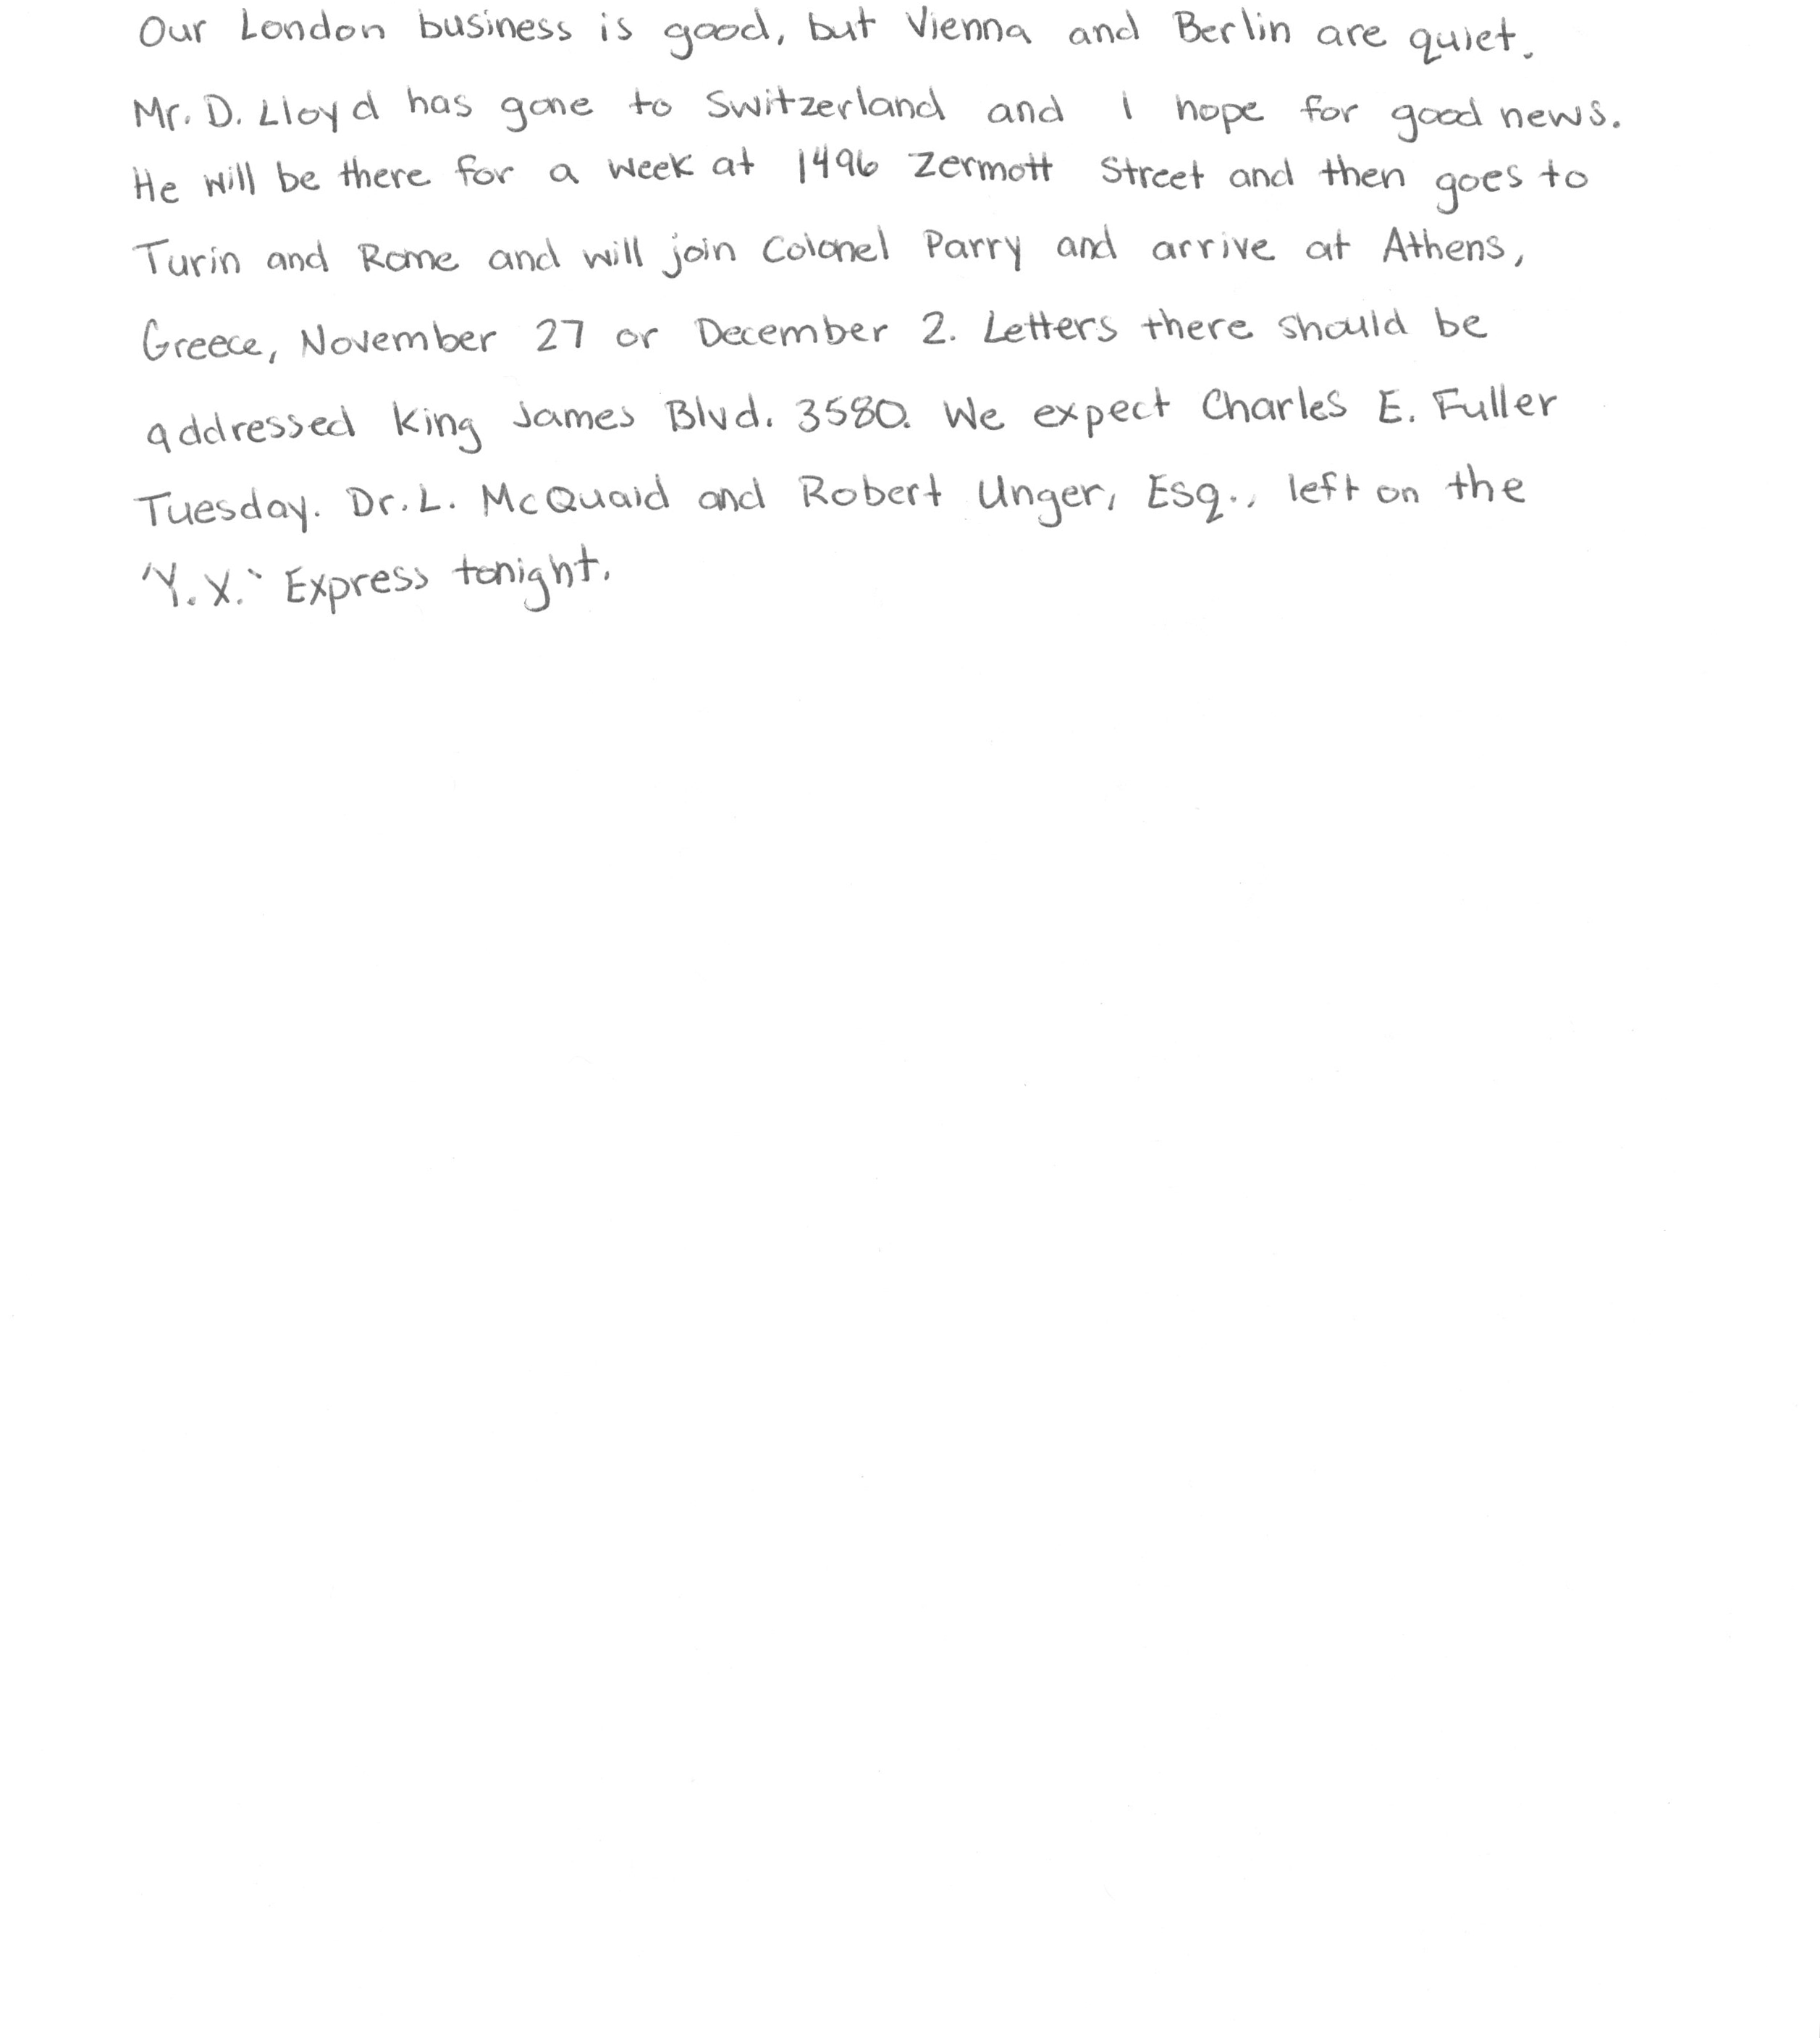 Our London business is good, but Vienna and Berlin are quiet.
Mr. D. Lloyd has gone to Switzerland and I hope for good news.
He will be there for a week at 1496 Zermott Street and then goes to
Turin and Rome and will join Colonel Parry and arrive at Athens,
Greece, November 27 or December 2. Letters there should be
addressed King James Blvd. 3580. We expect Charles E. Fuller
Tuesday. Dr. L. McQuaid and Robert Unger, Esq., left on the
"Y.X." Express tonight.